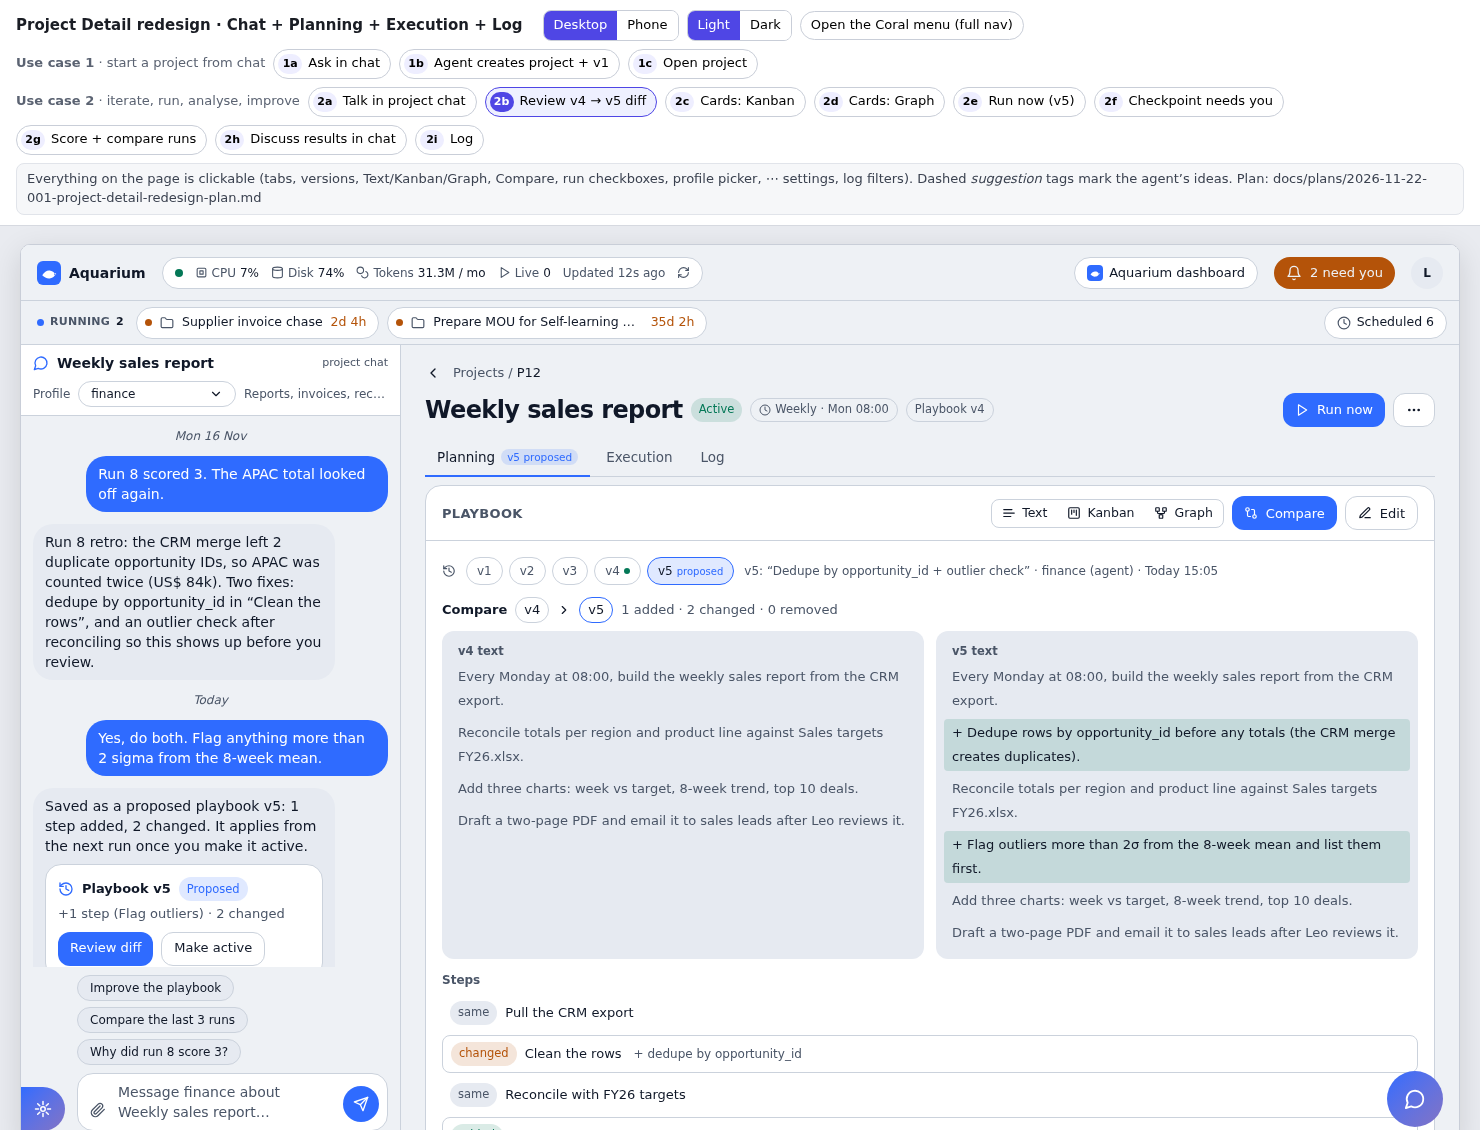 Project Detail redesign · Chat + Planning + Execution + Log
Desktop Phone
Light Dark
Open the Coral menu (full nav)
Use case 1 · start a project from chat
1a Ask in chat
1b Agent creates project + v1
1c Open project
Use case 2 · iterate, run, analyse, improve
2a Talk in project chat
2b Review v4 → v5 diff
2c Cards: Kanban
2d Cards: Graph
2e Run now (v5)
2f Checkpoint needs you
2g Score + compare runs
2h Discuss results in chat
2i Log
Everything on the page is clickable (tabs, versions, Text/Kanban/Graph, Compare, run checkboxes, profile picker, ··· settings, log filters). Dashed suggestion tags mark the agent's ideas. Plan: docs/plans/2026-11-22-
001-project-detail-redesign-plan.md
Aquarium
CPU 7% Disk 74% Tokens 31.3M / mo Live 0 Updated 12s ago
Aquarium dashboard
2 need you
L
RUNNING 2
Supplier invoice chase 2d 4h
Prepare MOU for Self-learning ... 35d 2h
Scheduled 6
Weekly sales report
project chat
Profile finance Reports, invoices, rec...
Mon 16 Nov
Run 8 scored 3. The APAC total looked
off again.
Run 8 retro: the CRM merge left 2
duplicate opportunity IDs, so APAC was
counted twice (US$ 84k). Two fixes:
dedupe by opportunity_id in “Clean the
rows”, and an outlier check after
reconciling so this shows up before you
review.
Today
Yes, do both. Flag anything more than
2 sigma from the 8-week mean.
Saved as a proposed playbook v5: 1
step added, 2 changed. It applies from
the next run once you make it active.
Playbook v5 Proposed
+1 step (Flag outliers) · 2 changed
Review diff Make active
Improve the playbook
Compare the last 3 runs
Why did run 8 score 3?
Message finance about
Weekly sales report...
Projects / P12
Weekly sales report
Active
Weekly · Mon 08:00
Playbook v4
Run now
···
Planning v5 proposed
Execution
Log
PLAYBOOK
Text Kanban Graph
Compare
Edit
v1 v2 v3 v4 v5 proposed
v5: “Dedupe by opportunity_id + outlier check” · finance (agent) · Today 15:05
Compare v4 v5 1 added · 2 changed · 0 removed
v4 text
Every Monday at 08:00, build the weekly sales report from the CRM
export.
Reconcile totals per region and product line against Sales targets
FY26.xlsx.
Add three charts: week vs target, 8-week trend, top 10 deals.
Draft a two-page PDF and email it to sales leads after Leo reviews it.
v5 text
Every Monday at 08:00, build the weekly sales report from the CRM
export.
+ Dedupe rows by opportunity_id before any totals (the CRM merge
creates duplicates).
Reconcile totals per region and product line against Sales targets
FY26.xlsx.
+ Flag outliers more than 2σ from the 8-week mean and list them
first.
Add three charts: week vs target, 8-week trend, top 10 deals.
Draft a two-page PDF and email it to sales leads after Leo reviews it.
Steps
same Pull the CRM export
changed Clean the rows + dedupe by opportunity_id
same Reconcile with FY26 targets